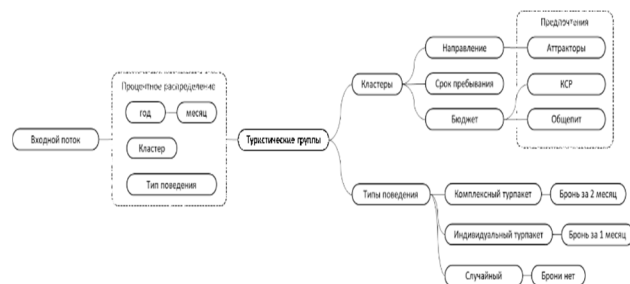 Предпочтения
Направление
Аттракторы
Процентное распределение
Кластеры
Срок пребывания
КСР
год
месяц
Бюджет
Общепит
Входной поток
Туристические группы
Кластер
Тип поведения
Типы поведения
Комплексный турпакет
Бронь за 2 месяц
Индивидуальный турпакет
Бронь за 1 месяц
Случайный
Брони нет